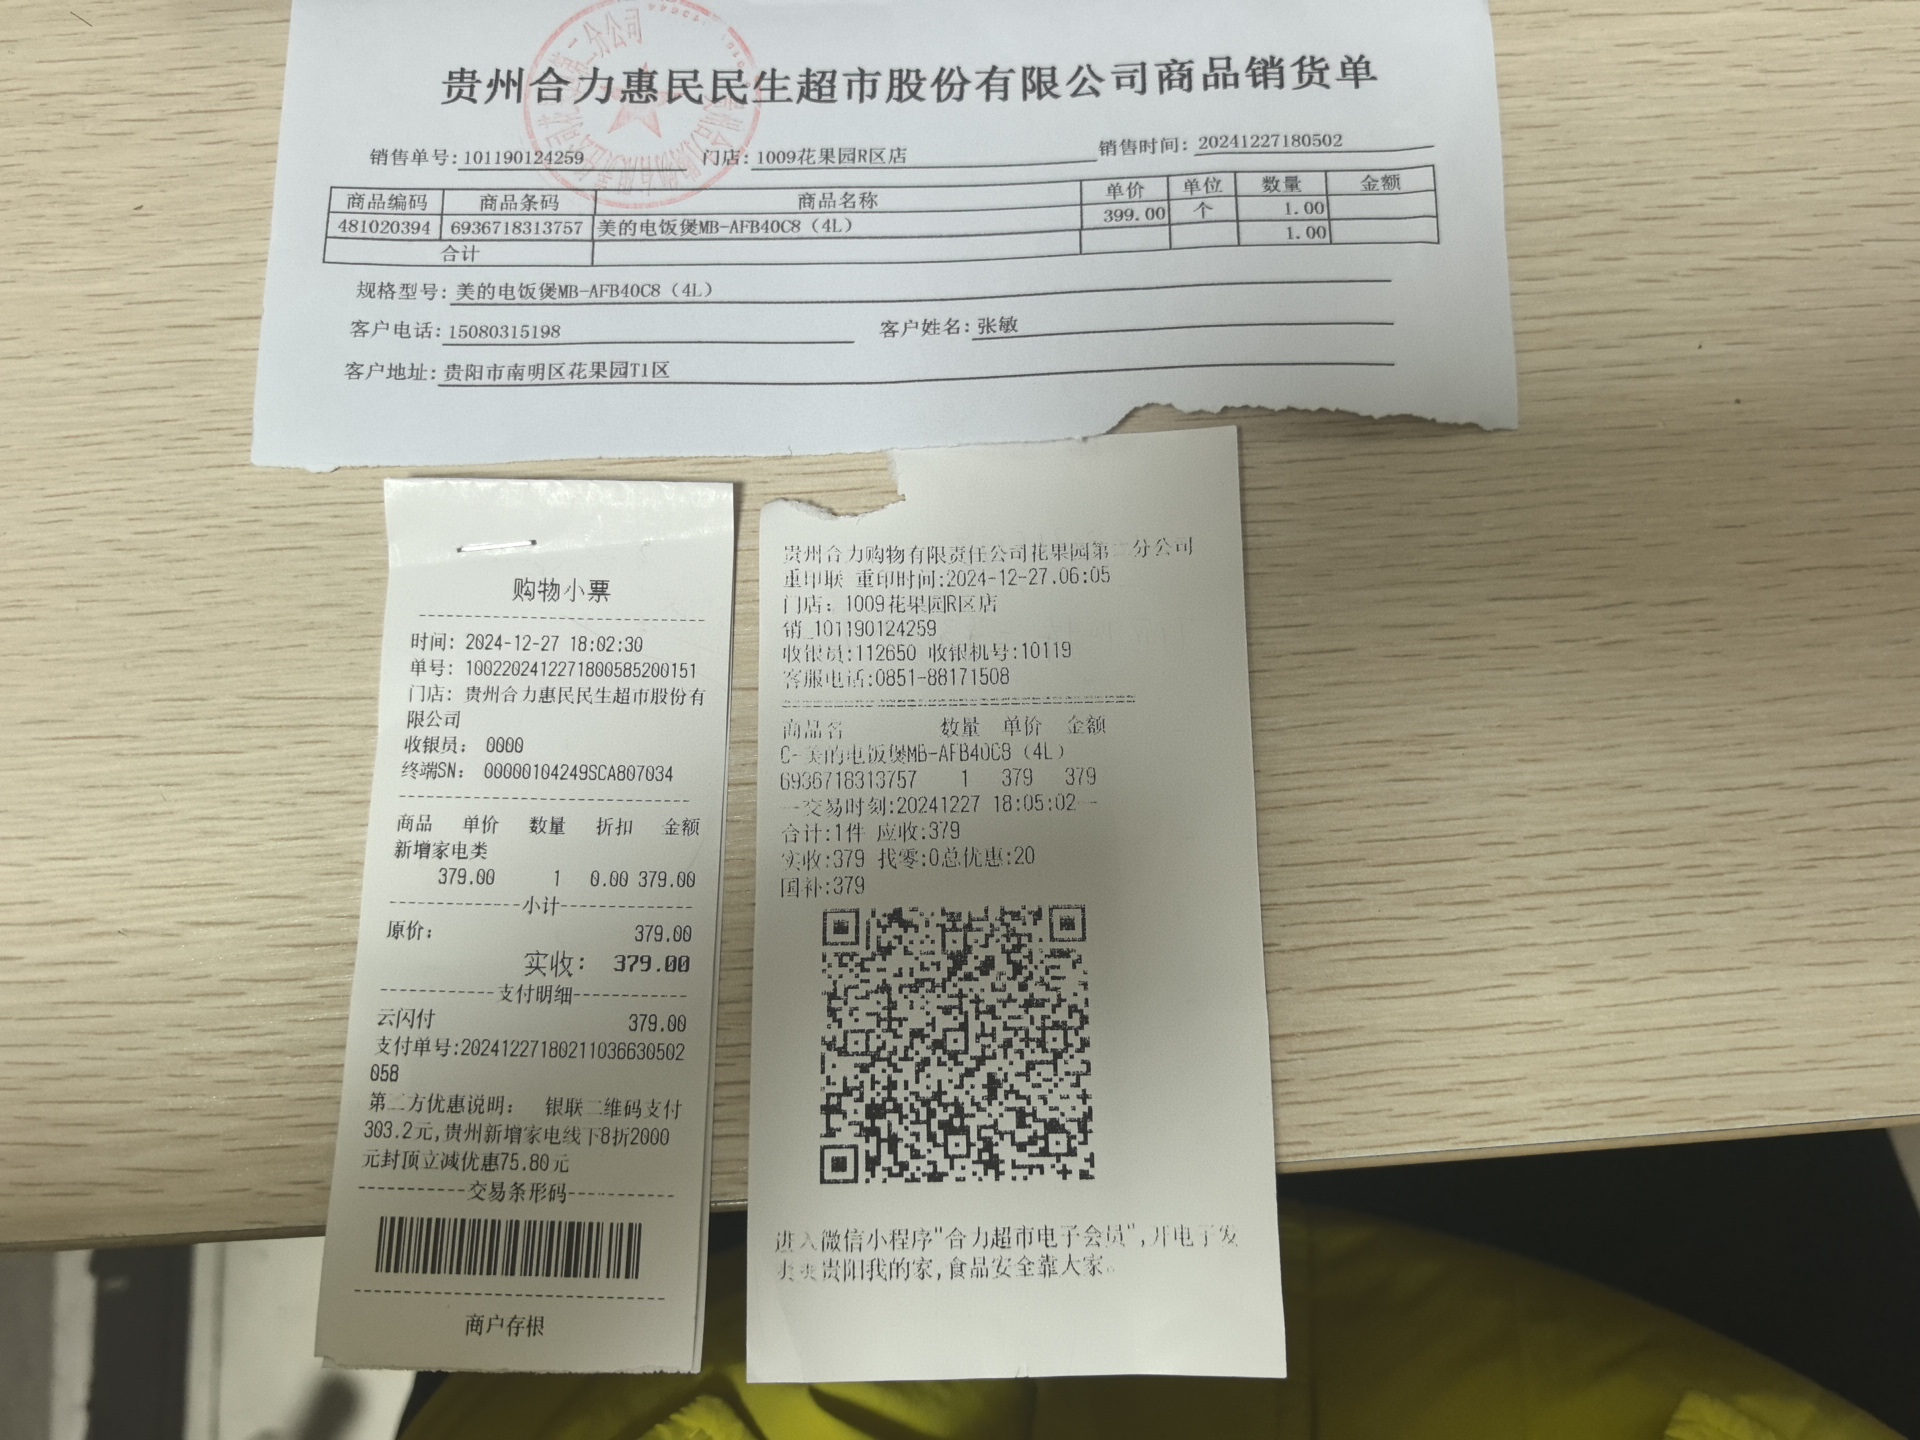 贵州合力惠民民生超市股份有限公司商品销货单
销售单号: 101190124259 门店: 1009花果园R区店 销售时间: 20241227180502
商品编码 商品条码 商品名称 单价 单位 数量 金额
481020394 6936718313757 美的电饭煲MB-AFB40C8（4L） 399.00 个 1.00
合计 1.00
规格型号: 美的电饭煲MB-AFB40C8（4L）
客户电话: 15080315198 客户姓名: 张敏
客户地址: 贵阳市南明区花果园T1区
二分公司
购物小票
时间: 2024-12-27 18:02:30
单号: 1002202412271800585200151
门店: 贵州合力惠民民生超市股份有
限公司
收银员: 0000
终端SN: 00000104249SCA807034
商品 单价 数量 折扣 金额
新增家电类
379.00 1 0.00 379.00
小计
原价: 379.00
实收: 379.00
支付明细
云闪付 379.00
支付单号:202412271802110366305​02
058
第三方优惠说明: 银联二维码支付
303.2元,贵州新增家电线下8折2000
元封顶立减优惠75.80元
交易条形码
商户存根
贵州合力购物有限责任公司花果园第二分公司
重印联 重印时间:2024-12-27.06:05
门店: 1009花果园R区店
销_101190124259
收银员:112650 收银机号:10119
客服电话:0851-88171508
商品名 数量 单价 金额
C-美的电饭煲MB-AFB40C8（4L）
6936718313757 1 379 379
—交易时刻:20241227 18:05:02—
合计:1件 应收:379
实收:379 找零:0总优惠:20
国补:379
进入微信小程序"合力超市电子会员",开电子发
贵阳我的家,食品安全靠大家.